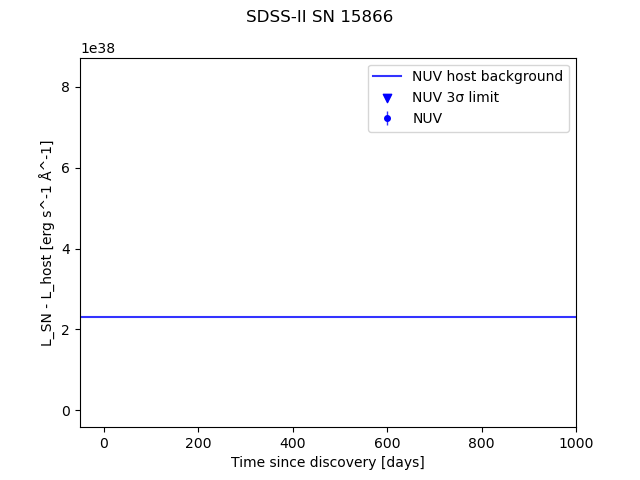 SDSS-II SN 15866
1e38
NUV host background
NUV 3σ limit
NUV
8
6
4
2
0
L_SN - L_host [erg s^-1 Å^-1]
0 200 400 600 800 1000
Time since discovery [days]